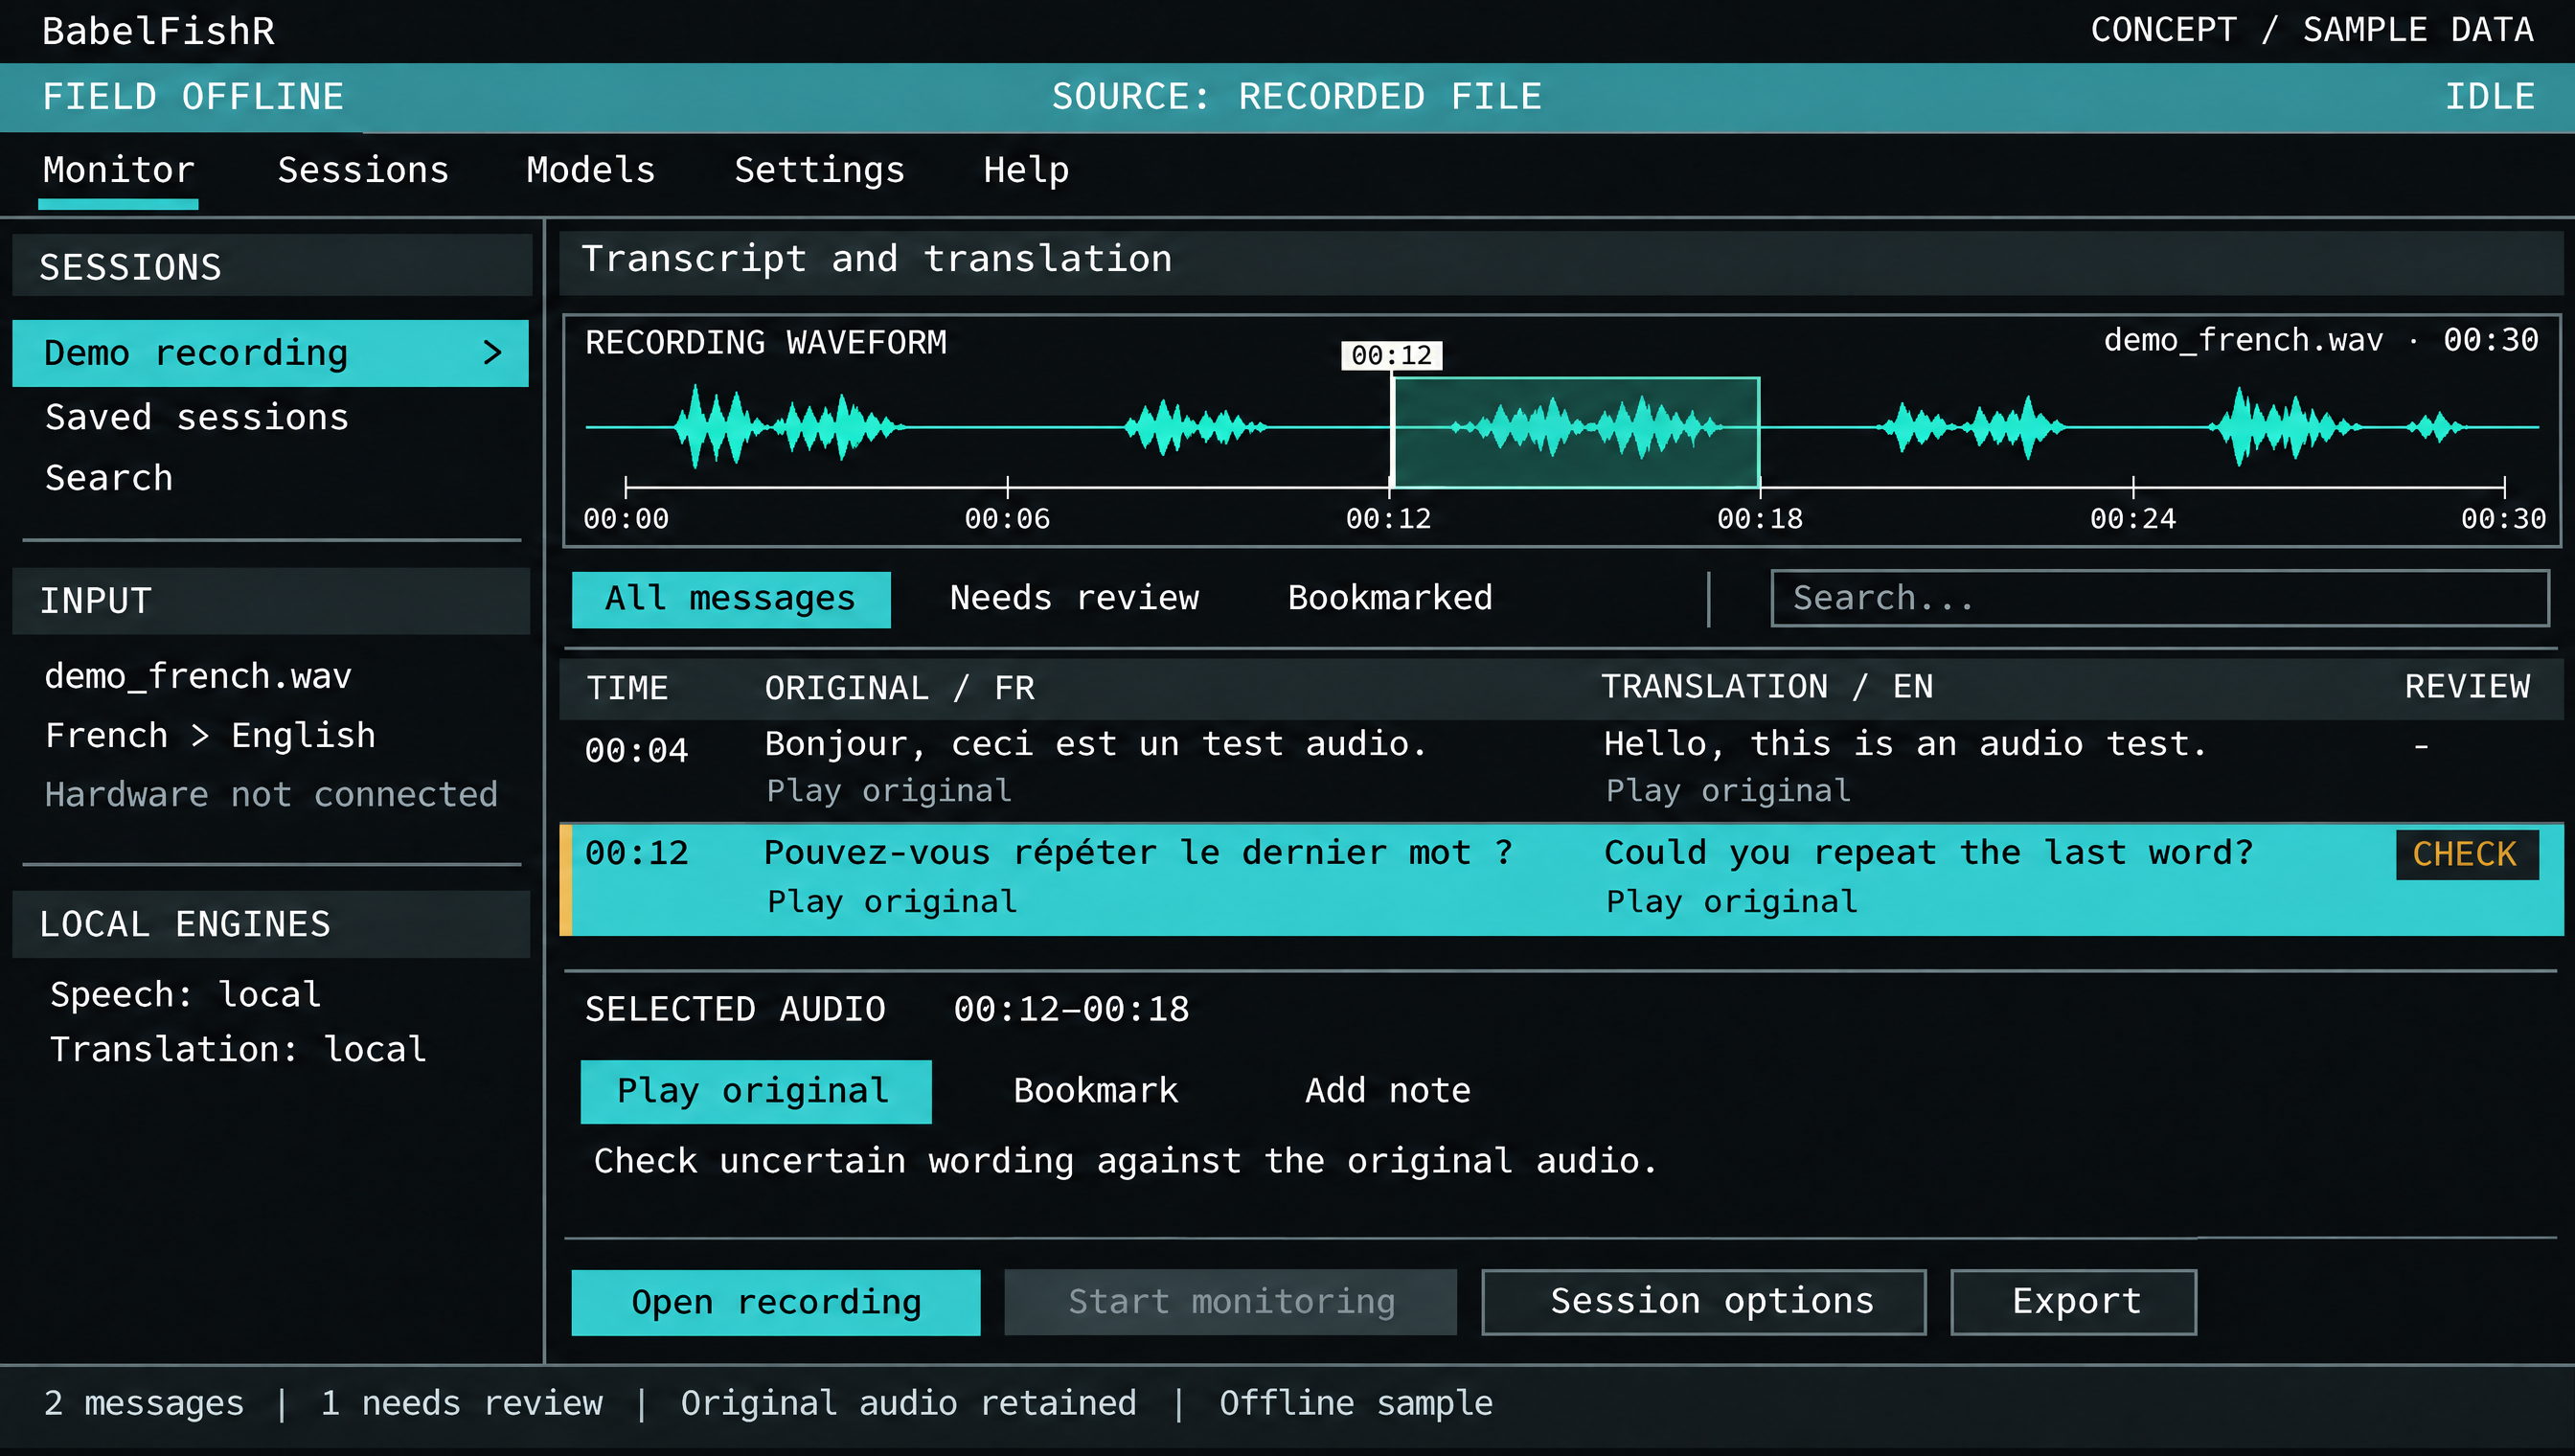 BabelFishR
CONCEPT / SAMPLE DATA
FIELD OFFLINE
SOURCE: RECORDED FILE
IDLE
Monitor
Sessions
Models
Settings
Help
SESSIONS
Demo recording >
Saved sessions
Search
INPUT
demo_french.wav
French > English
Hardware not connected
LOCAL ENGINES
Speech: local
Translation: local
Transcript and translation
RECORDING WAVEFORM
demo_french.wav · 00:30
00:12
00:00 00:06 00:12 00:18 00:24 00:30
All messages
Needs review
Bookmarked
Search...
TIME ORIGINAL / FR TRANSLATION / EN REVIEW
00:04 Bonjour, ceci est un test audio. Hello, this is an audio test. -
Play original Play original
00:12 Pouvez-vous répéter le dernier mot ? Could you repeat the last word? CHECK
Play original Play original
SELECTED AUDIO 00:12–00:18
Play original
Bookmark
Add note
Check uncertain wording against the original audio.
Open recording
Start monitoring
Session options
Export
2 messages | 1 needs review | Original audio retained | Offline sample